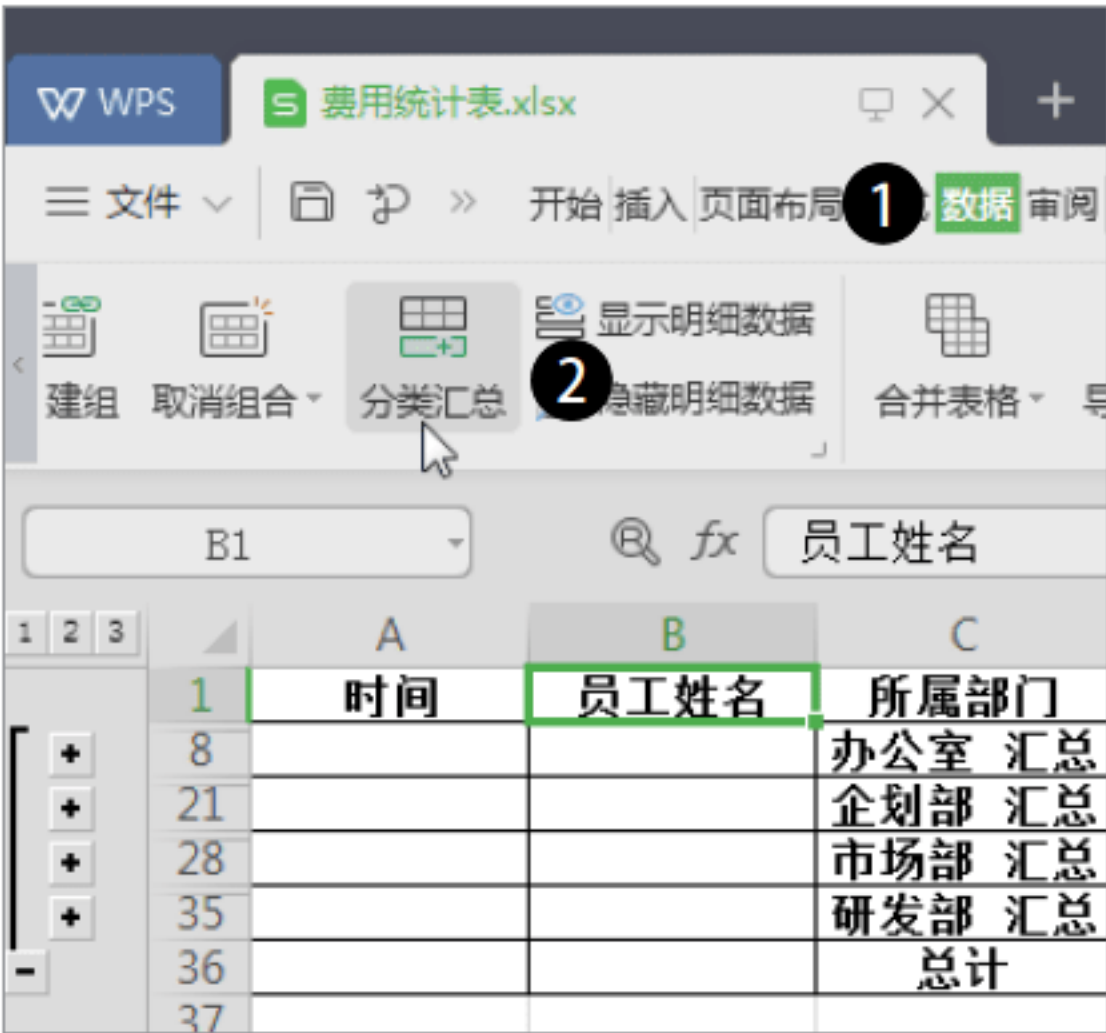 WPS S 费用统计表.xlsx
文件 开始 插入 页面布局 1 数据 审阅
显示明细数据
建组 取消组合 分类汇总 2 隐藏明细数据 合并表格
B1 fx 员工姓名
1 2 3 A B C
1 时间 员工姓名 所属部门
8 办公室 汇总
21 企划部 汇总
28 市场部 汇总
35 研发部 汇总
36 总计
37